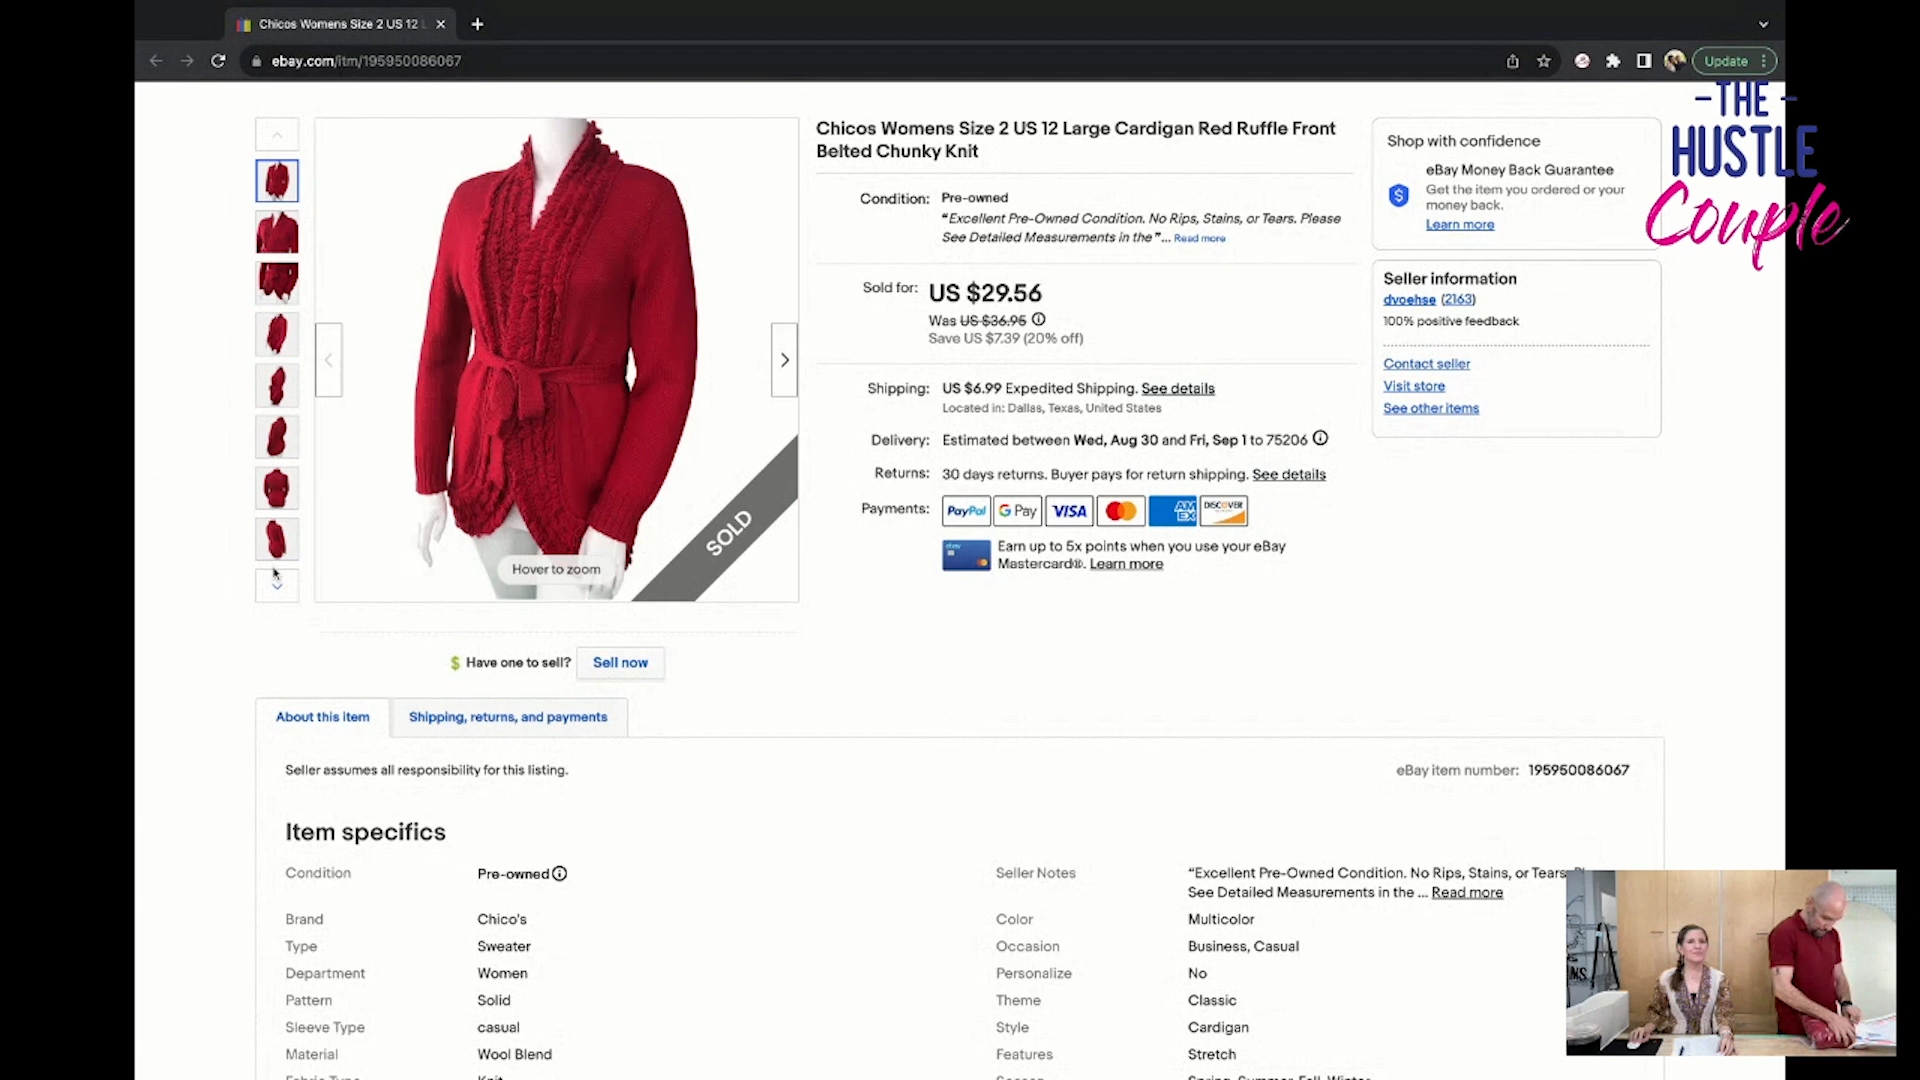 Chicos Womens Size 2 US 12
ebay.com/itm/195950086067
Update
-THE-
HUSTLE
Couple
Chicos Womens Size 2 US 12 Large Cardigan Red Ruffle Front
Belted Chunky Knit
Condition: Pre-owned
“Excellent Pre-Owned Condition. No Rips, Stains, or Tears. Please
See Detailed Measurements in the”... Read more
Sold for: US $29.56
Was US $36.95
Save US $7.39 (20% off)
Shipping: US $6.99 Expedited Shipping. See details
Located in: Dallas, Texas, United States
Delivery: Estimated between Wed, Aug 30 and Fri, Sep 1 to 75206
Returns: 30 days returns. Buyer pays for return shipping. See details
Payments: PayPal G Pay VISA AM EX DISCOVER
Earn up to 5x points when you use your eBay
Mastercard®. Learn more
Shop with confidence
eBay Money Back Guarantee
Get the item you ordered or your
money back.
Learn more
Seller information
dvoehse (2163)
100% positive feedback
Contact seller
Visit store
See other items
SOLD
Hover to zoom
Have one to sell? Sell now
About this item
Shipping, returns, and payments
Seller assumes all responsibility for this listing.
eBay item number: 195950086067
Item specifics
Condition Pre-owned
Seller Notes “Excellent Pre-Owned Condition. No Rips, Stains, or Tears
See Detailed Measurements in the ... Read more
Brand Chico's
Color Multicolor
Type Sweater
Occasion Business, Casual
Department Women
Personalize No
Pattern Solid
Theme Classic
Sleeve Type casual
Style Cardigan
Material Wool Blend
Features Stretch